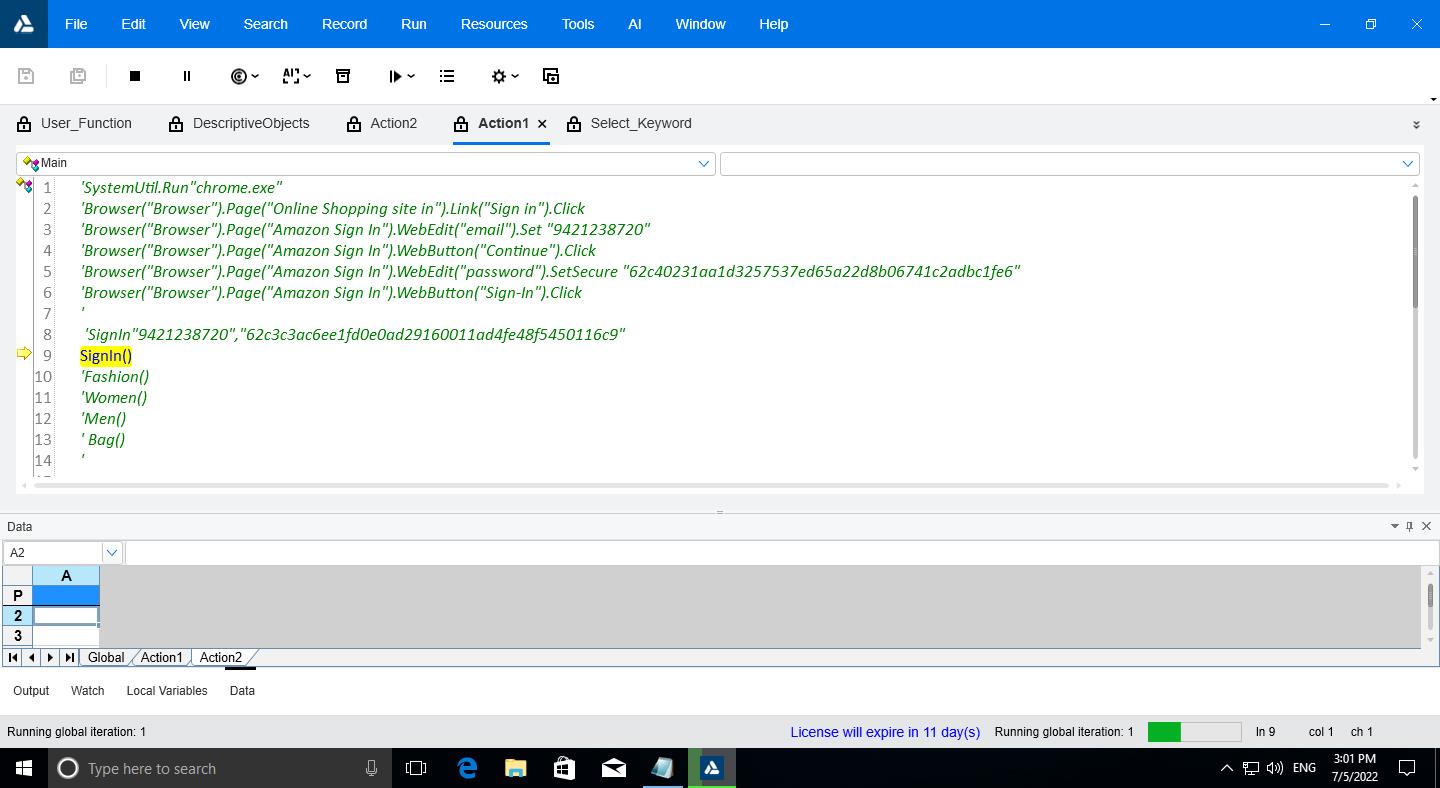 File Edit View Search Record Run Resources Tools AI Window Help
User_Function DescriptiveObjects Action2 Action1 Select_Keyword
Main
1 'SystemUtil.Run"chrome.exe"
2 'Browser("Browser").Page("Online Shopping site in").Link("Sign in").Click
3 'Browser("Browser").Page("Amazon Sign In").WebEdit("email").Set "9421238720"
4 'Browser("Browser").Page("Amazon Sign In").WebButton("Continue").Click
5 'Browser("Browser").Page("Amazon Sign In").WebEdit("password").SetSecure "62c40231aa1d3257537ed65a22d8b06741c2adbc1fe6"
6 'Browser("Browser").Page("Amazon Sign In").WebButton("Sign-In").Click
7 '
8 'SignIn"9421238720","62c3c3ac6ee1fd0e0ad29160011ad4fe48f5450116c9"
9 SignIn()
10 'Fashion()
11 'Women()
12 'Men()
13 ' Bag()
14 '
Data
A2
A
P
2
3
Global Action1 Action2
Output Watch Local Variables Data
Running global iteration: 1 License will expire in 11 day(s) Running global iteration: 1 ln 9 col 1 ch 1
Type here to search ENG 3:01 PM
7/5/2022